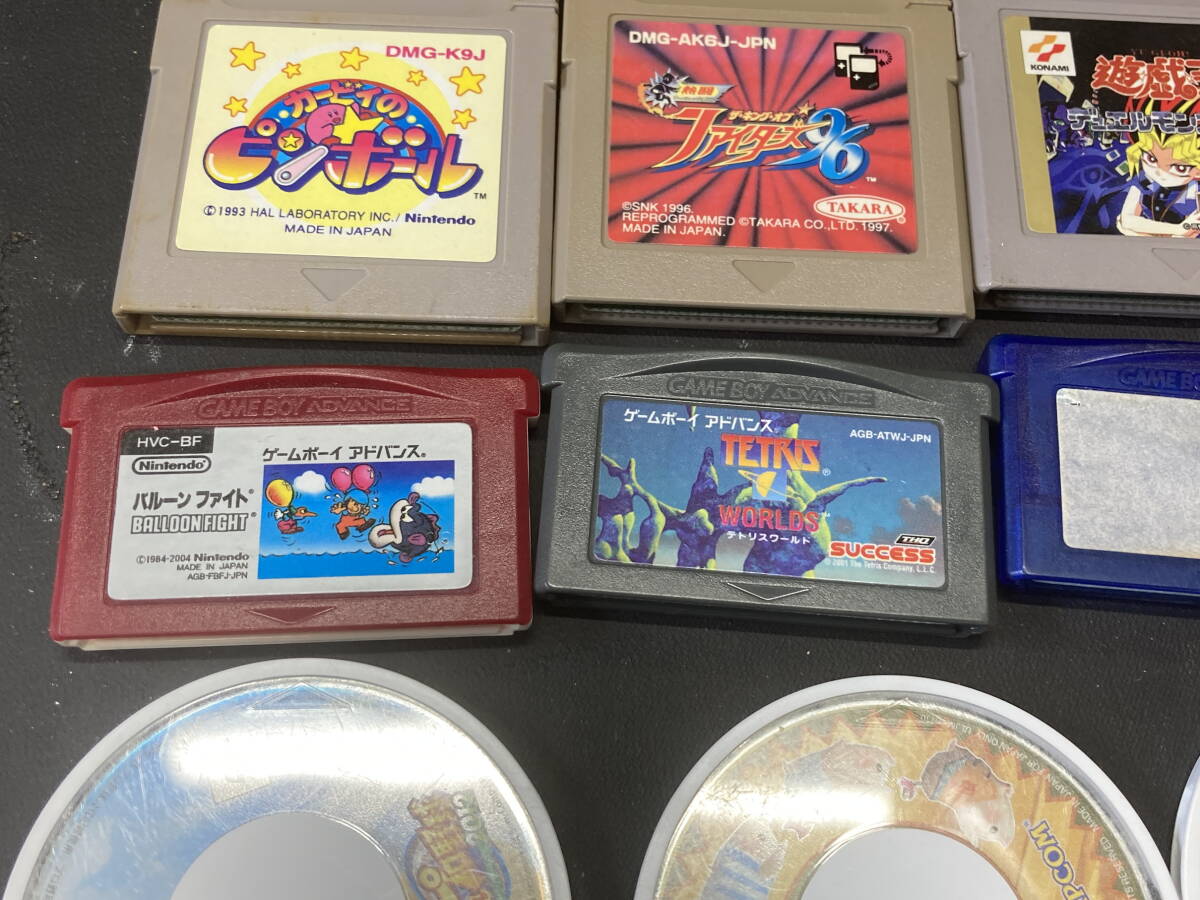 DMG-K9J
カービィの
ピンボール
TM
© 1993 HAL LABORATORY INC./ Nintendo
MADE IN JAPAN
DMG-AK6J-JPN
熱闘
ザ・キング・オブ
ファイターズ'96
TM
©SNK 1996.
REPROGRAMMED ©TAKARA CO.,LTD. 1997.
MADE IN JAPAN.
TAKARA
KONAMI
遊戯
デュエルモン
GAME BOY ADVANCE
HVC-BF
Nintendo
ゲームボーイ アドバンス®
バルーン ファイト®
BALLOON FIGHT®
©1984-2004 Nintendo
MADE IN JAPAN
AGB-FBFJ-JPN
GAME BOY ADVANCE
ゲームボーイ アドバンス
AGB-ATWJ-JPN
TETRIS®
WORLDS™
テトリスワールド
THQ
SUCCESS
© 2001 The Tetris Company, L.L.C.
GAME BOY
CAPCOM